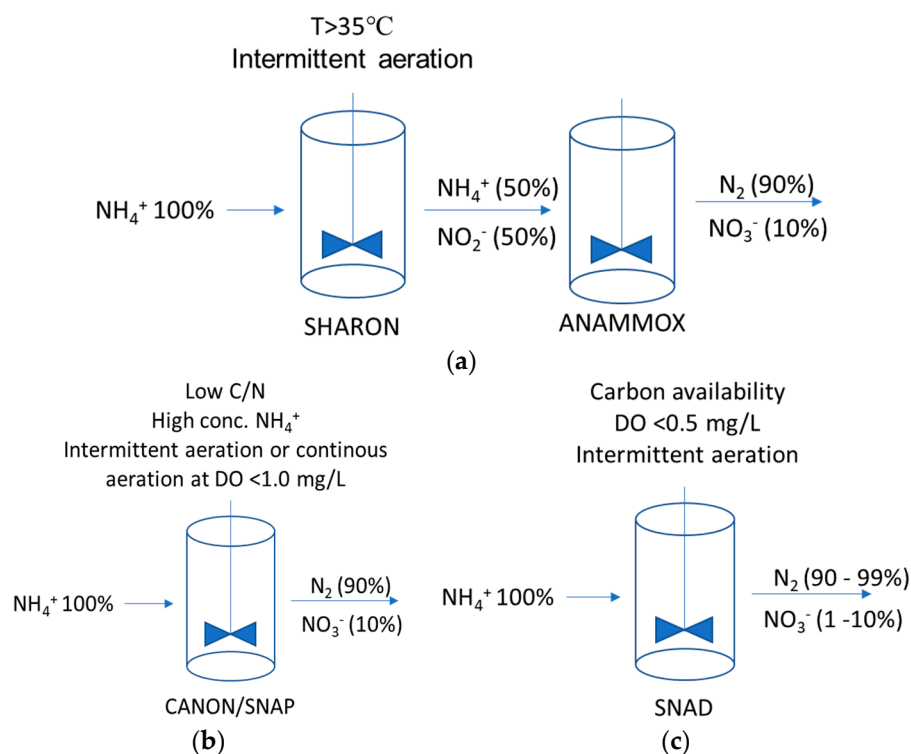 T>35℃
Intermittent aeration
NH₄⁺ 100%
NH₄⁺ (50%)
NO₂⁻ (50%)
N₂ (90%)
NO₃⁻ (10%)
SHARON
ANAMMOX
(a)
Low C/N
High conc. NH₄⁺
Intermittent aeration or continous
aeration at DO <1.0 mg/L
NH₄⁺ 100%
N₂ (90%)
NO₃⁻ (10%)
CANON/SNAP
(b)
Carbon availability
DO <0.5 mg/L
Intermittent aeration
NH₄⁺ 100%
N₂ (90 - 99%)
NO₃⁻ (1 -10%)
SNAD
(c)